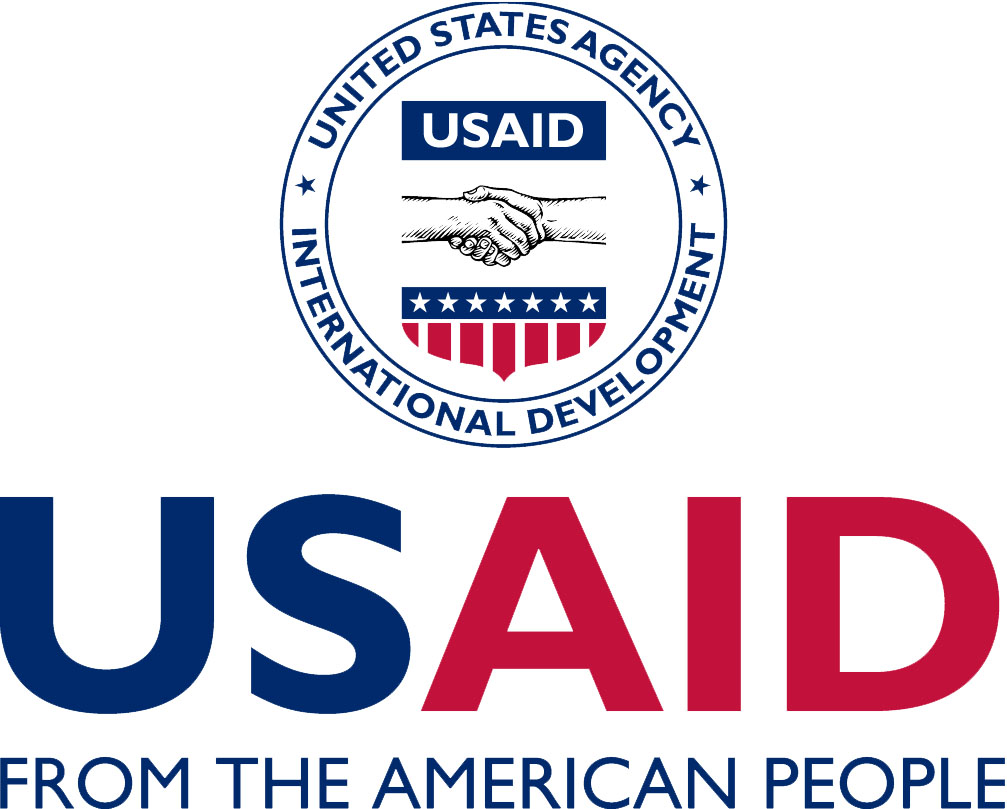 UNITED STATES AGENCY
USAID
INTERNATIONAL DEVELOPMENT
USAID
FROM THE AMERICAN PEOPLE